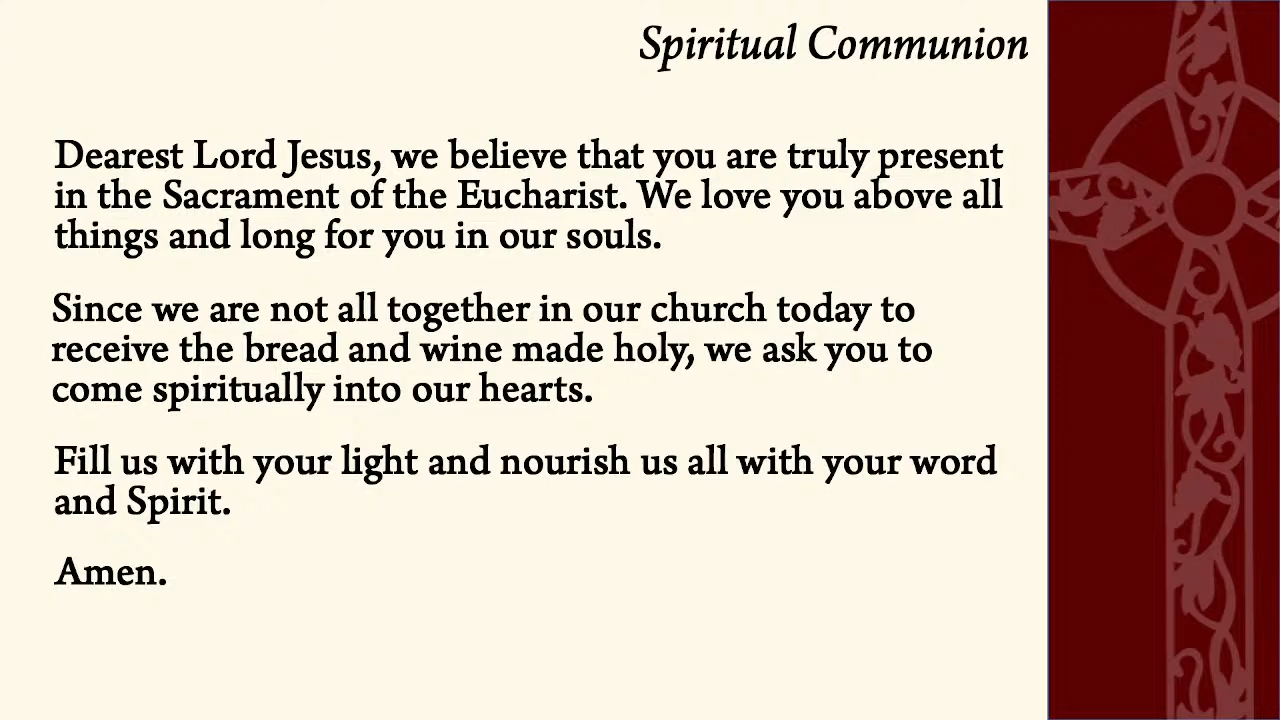 Spiritual Communion
Dearest Lord Jesus, we believe that you are truly present
in the Sacrament of the Eucharist. We love you above all
things and long for you in our souls.
Since we are not all together in our church today to
receive the bread and wine made holy, we ask you to
come spiritually into our hearts.
Fill us with your light and nourish us all with your word
and Spirit.
Amen.